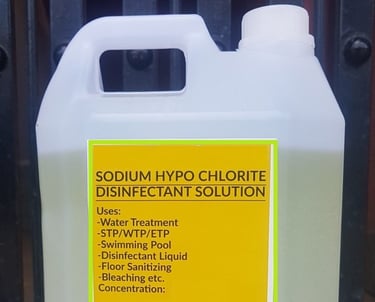 SODIUM HYPO CHLORITE
DISINFECTANT SOLUTION
Uses:
-Water Treatment
-STP/WTP/ETP
-Swimming Pool
-Disinfectant Liquid
-Floor Sanitizing
-Bleaching etc.
Concentration: